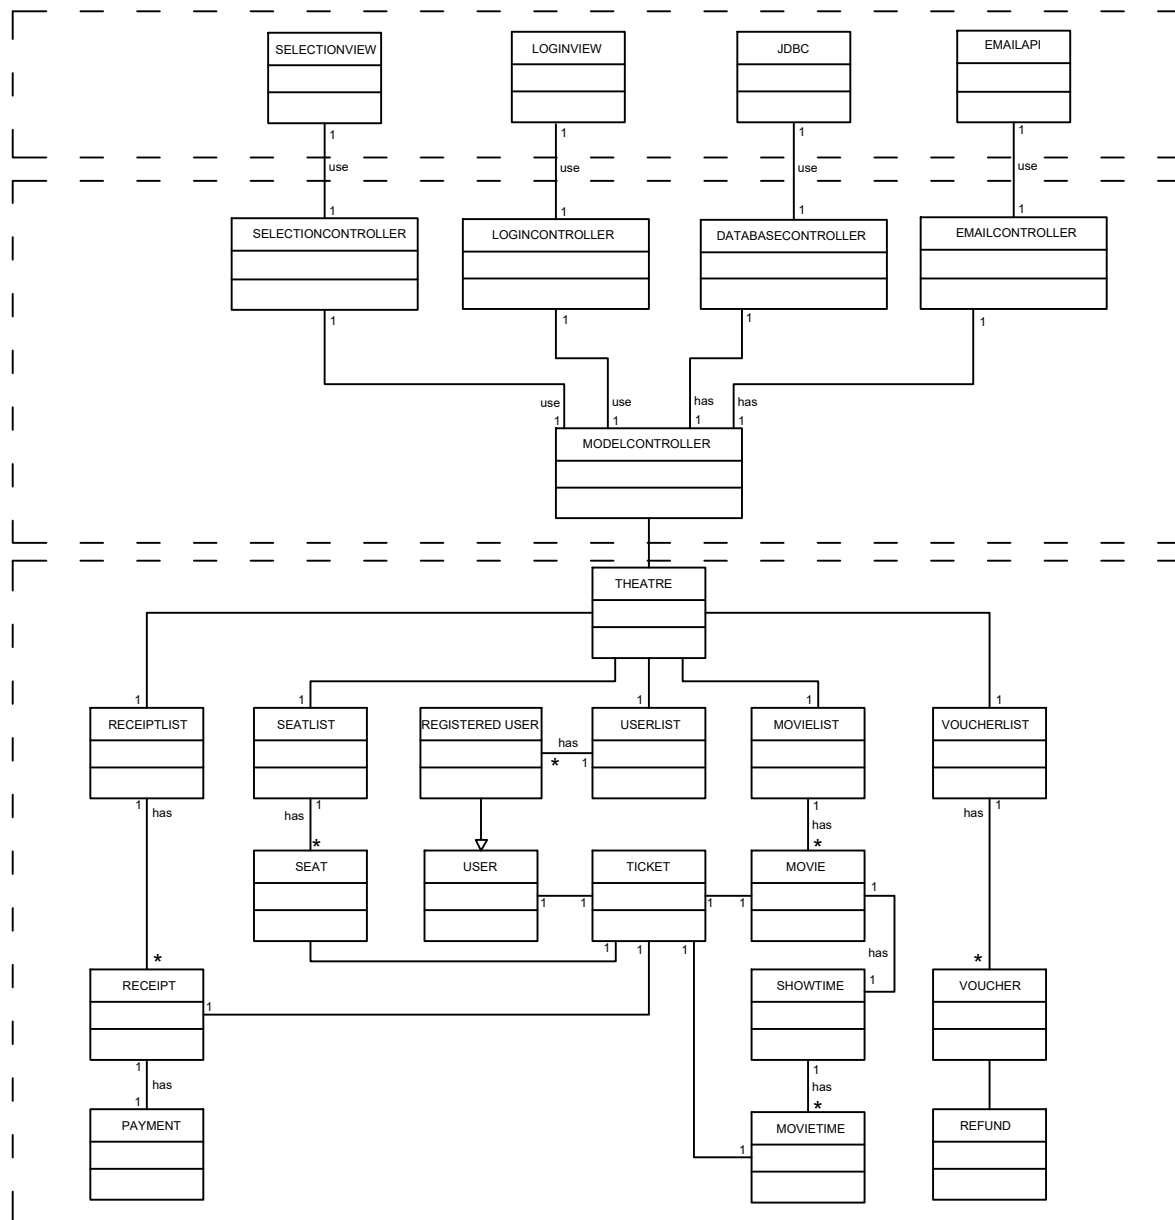 SELECTIONVIEW
LOGINVIEW
JDBC
EMAILAPI
1
1
1
1
use
use
use
use
1
1
1
1
SELECTIONCONTROLLER
LOGINCONTROLLER
DATABASECONTROLLER
EMAILCONTROLLER
1
1
1
1
use
use
has
has
1
1
1
1
MODELCONTROLLER
THEATRE
1
1
1
1
1
RECEIPTLIST
SEATLIST
REGISTERED USER
USERLIST
MOVIELIST
VOUCHERLIST
has
*
1
1
1
1
1
has
has
has
has
*
*
SEAT
USER
TICKET
MOVIE
1
1
1
1
1
1
1
1
has
*
*
1
RECEIPT
SHOWTIME
VOUCHER
1
1
1
has
has
1
*
PAYMENT
MOVIETIME
REFUND
1